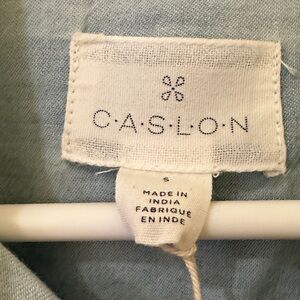 C·A·S·L·O·N
S
MADE IN
INDIA
FABRIQUE
EN INDE